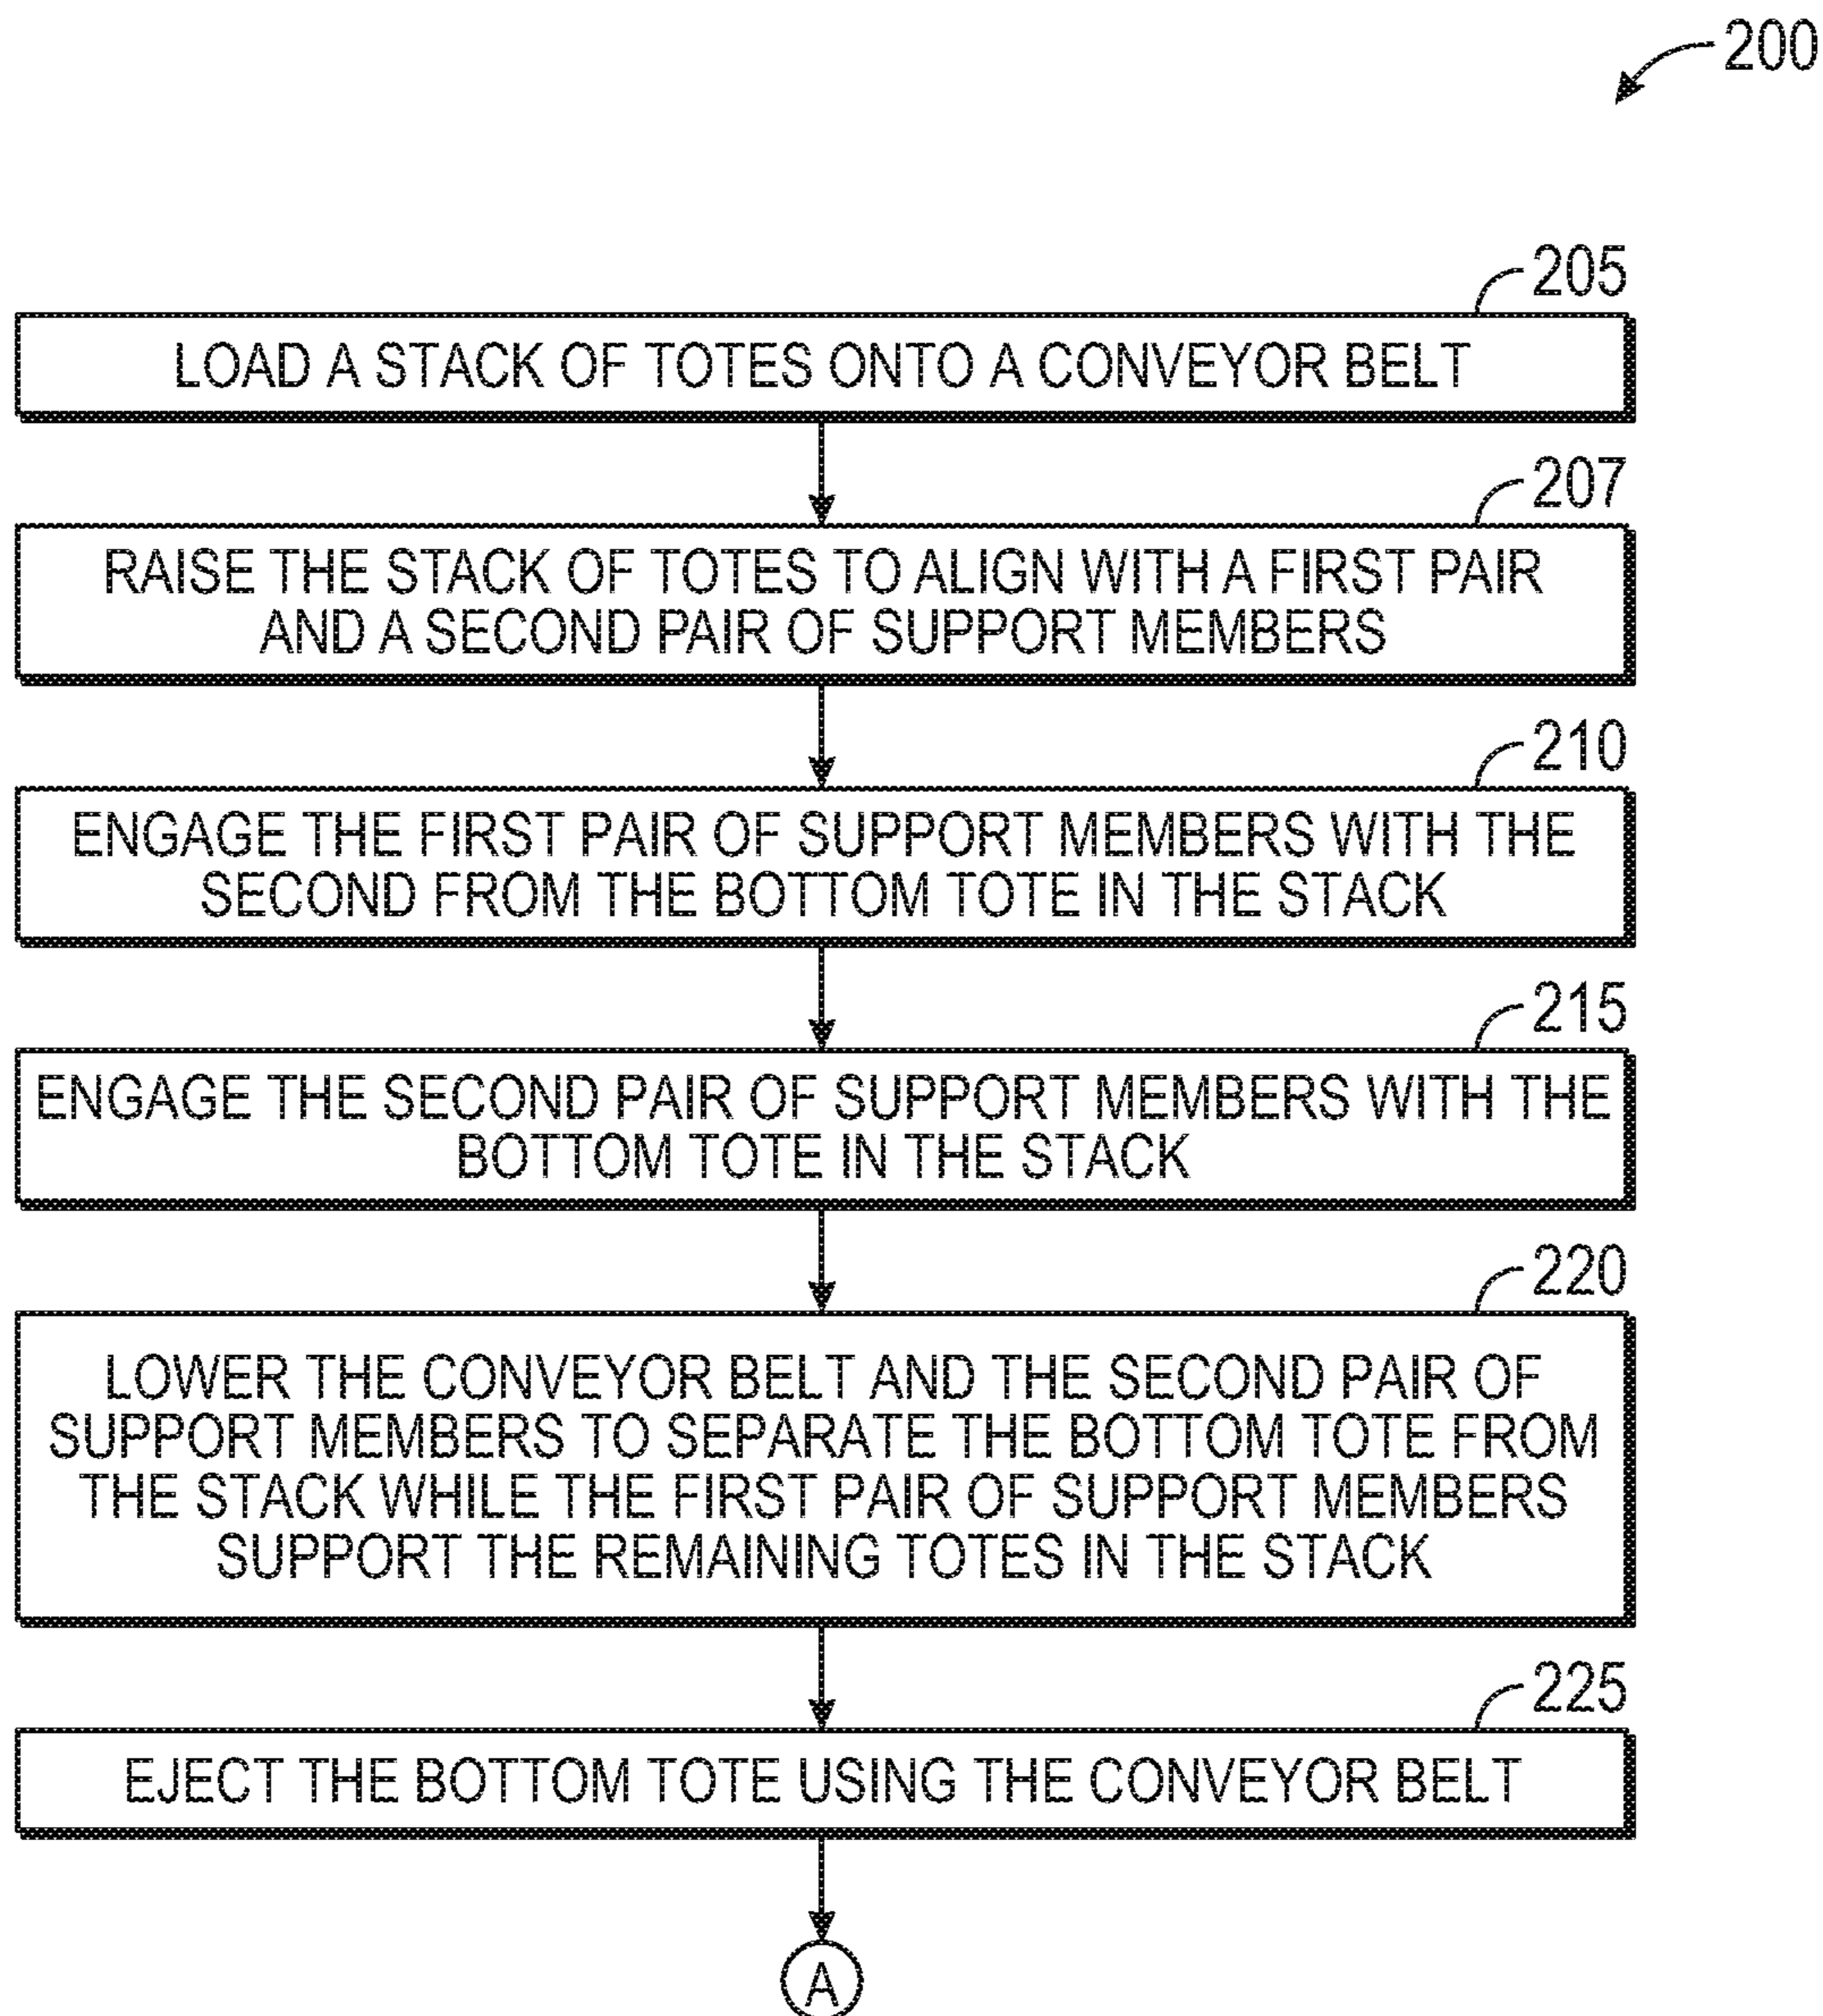 200
205
LOAD A STACK OF TOTES ONTO A CONVEYOR BELT
207
RAISE THE STACK OF TOTES TO ALIGN WITH A FIRST PAIR
AND A SECOND PAIR OF SUPPORT MEMBERS
210
ENGAGE THE FIRST PAIR OF SUPPORT MEMBERS WITH THE
SECOND FROM THE BOTTOM TOTE IN THE STACK
215
ENGAGE THE SECOND PAIR OF SUPPORT MEMBERS WITH THE
BOTTOM TOTE IN THE STACK
220
LOWER THE CONVEYOR BELT AND THE SECOND PAIR OF
SUPPORT MEMBERS TO SEPARATE THE BOTTOM TOTE FROM
THE STACK WHILE THE FIRST PAIR OF SUPPORT MEMBERS
SUPPORT THE REMAINING TOTES IN THE STACK
225
EJECT THE BOTTOM TOTE USING THE CONVEYOR BELT
A